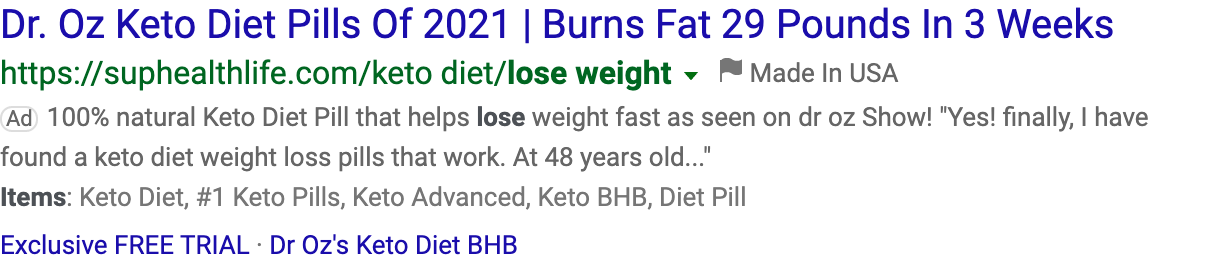 Dr. Oz Keto Diet Pills Of 2021 | Burns Fat 29 Pounds In 3 Weeks
https://suphealthlife.com/keto diet/lose weight Made In USA
Ad 100% natural Keto Diet Pill that helps lose weight fast as seen on dr oz Show! "Yes! finally, I have
found a keto diet weight loss pills that work. At 48 years old..."
Items: Keto Diet, #1 Keto Pills, Keto Advanced, Keto BHB, Diet Pill
Exclusive FREE TRIAL · Dr Oz's Keto Diet BHB